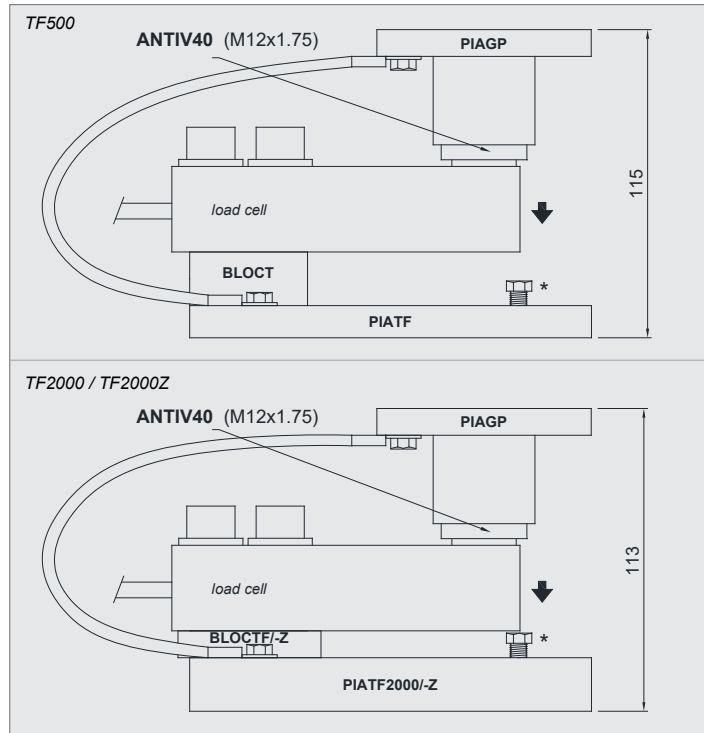 TF500
ANTIV40 (M12x1.75)
PIAGP
115
load cell
BLOCT
*
PIATF
TF2000 / TF2000Z
ANTIV40 (M12x1.75)
PIAGP
113
load cell
BLOCTF/-Z
*
PIATF2000/-Z